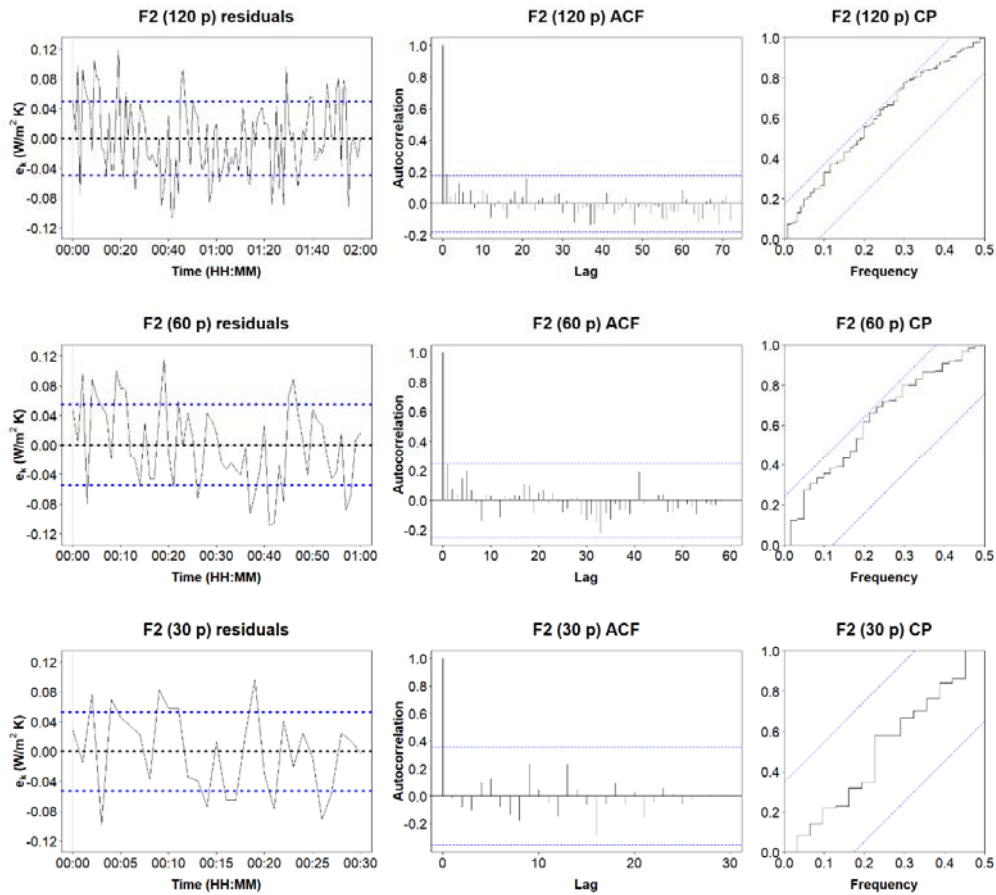 F2 (120 p) residuals
F2 (120 p) ACF
F2 (120 p) CP
0.12
0.08
0.04
0.00
-0.04
-0.08
-0.12
eₖ (W/m² K)
00:00 00:20 00:40 01:00 01:20 01:40 02:00
Time (HH:MM)
1.0
0.8
0.6
0.4
0.2
0.0
-0.2
Autocorrelation
0 10 20 30 40 50 60 70
Lag
1.0
0.8
0.6
0.4
0.2
0.0
0.0 0.1 0.2 0.3 0.4 0.5
Frequency
F2 (60 p) residuals
F2 (60 p) ACF
F2 (60 p) CP
0.12
0.08
0.04
0.00
-0.04
-0.08
-0.12
eₖ (W/m² K)
00:00 00:10 00:20 00:30 00:40 00:50 01:00
Time (HH:MM)
1.0
0.8
0.6
0.4
0.2
0.0
-0.2
Autocorrelation
0 10 20 30 40 50 60
Lag
1.0
0.8
0.6
0.4
0.2
0.0
0.0 0.1 0.2 0.3 0.4 0.5
Frequency
F2 (30 p) residuals
F2 (30 p) ACF
F2 (30 p) CP
0.12
0.08
0.04
0.00
-0.04
-0.08
-0.12
eₖ (W/m² K)
00:00 00:05 00:10 00:15 00:20 00:25 00:30
Time (HH:MM)
1.0
0.8
0.6
0.4
0.2
0.0
-0.2
Autocorrelation
0 10 20 30
Lag
1.0
0.8
0.6
0.4
0.2
0.0
0.0 0.1 0.2 0.3 0.4 0.5
Frequency